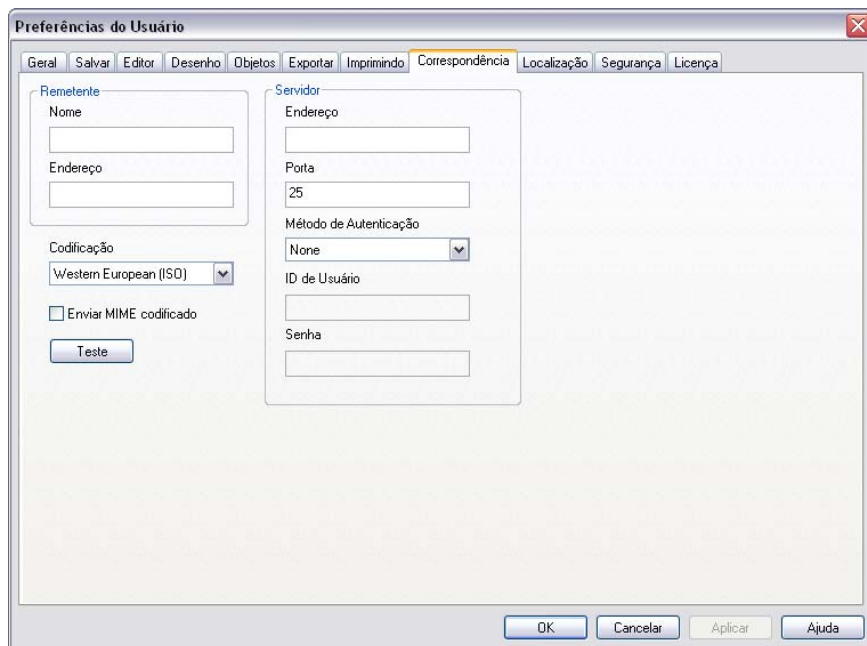 Preferências do Usuário
Geral Salvar Editor Desenho Objetos Exportar Imprimindo Correspondência Localização Segurança Licença
Remetente
Nome
Endereço
Codificação
Western European (ISO)
Enviar MIME codificado
Teste
Servidor
Endereço
Porta
25
Método de Autenticação
None
ID de Usuário
Senha
OK Cancelar Aplicar Ajuda